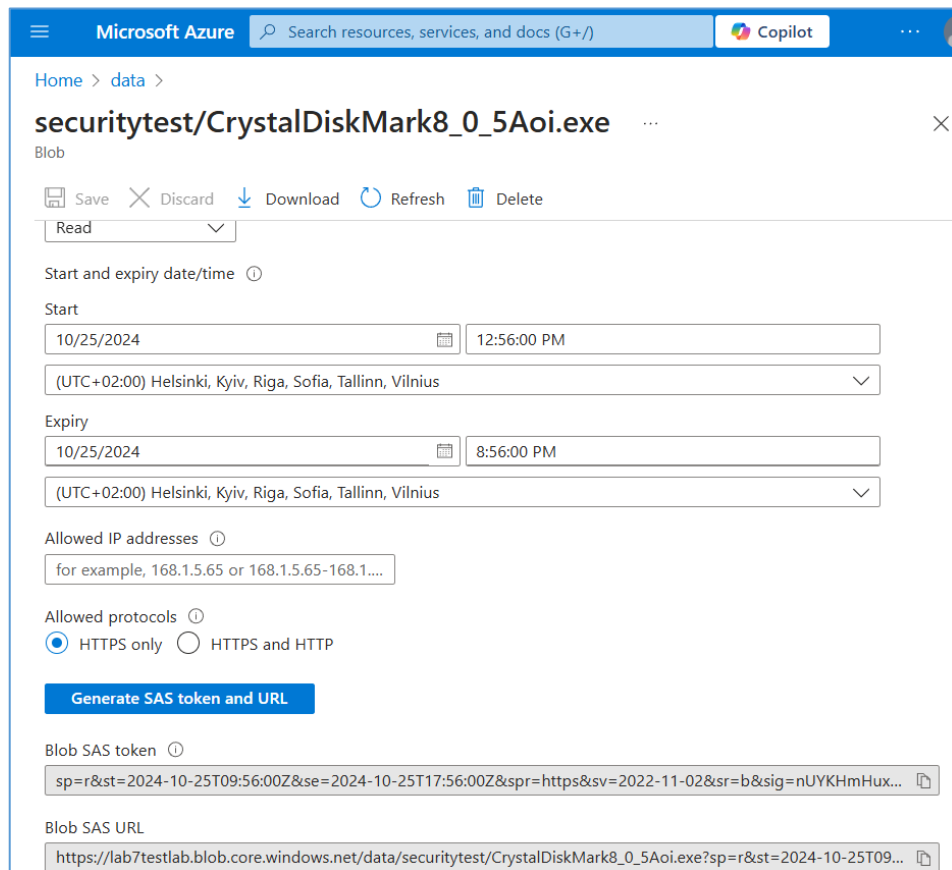 Microsoft Azure Search resources, services, and docs (G+/) Copilot ...
Home > data >
securitytest/CrystalDiskMark8_0_5Aoi.exe ...
Blob
Save Discard Download Refresh Delete
Read
Start and expiry date/time
Start
10/25/2024 12:56:00 PM
(UTC+02:00) Helsinki, Kyiv, Riga, Sofia, Tallinn, Vilnius
Expiry
10/25/2024 8:56:00 PM
(UTC+02:00) Helsinki, Kyiv, Riga, Sofia, Tallinn, Vilnius
Allowed IP addresses
for example, 168.1.5.65 or 168.1.5.65-168.1....
Allowed protocols
HTTPS only HTTPS and HTTP
Generate SAS token and URL
Blob SAS token
sp=r&st=2024-10-25T09:56:00Z&se=2024-10-25T17:56:00Z&spr=https&sv=2022-11-02&sr=b&sig=nUYKHmHux...
Blob SAS URL
https://lab7testlab.blob.core.windows.net/data/securitytest/CrystalDiskMark8_0_5Aoi.exe?sp=r&st=2024-10-25T09...